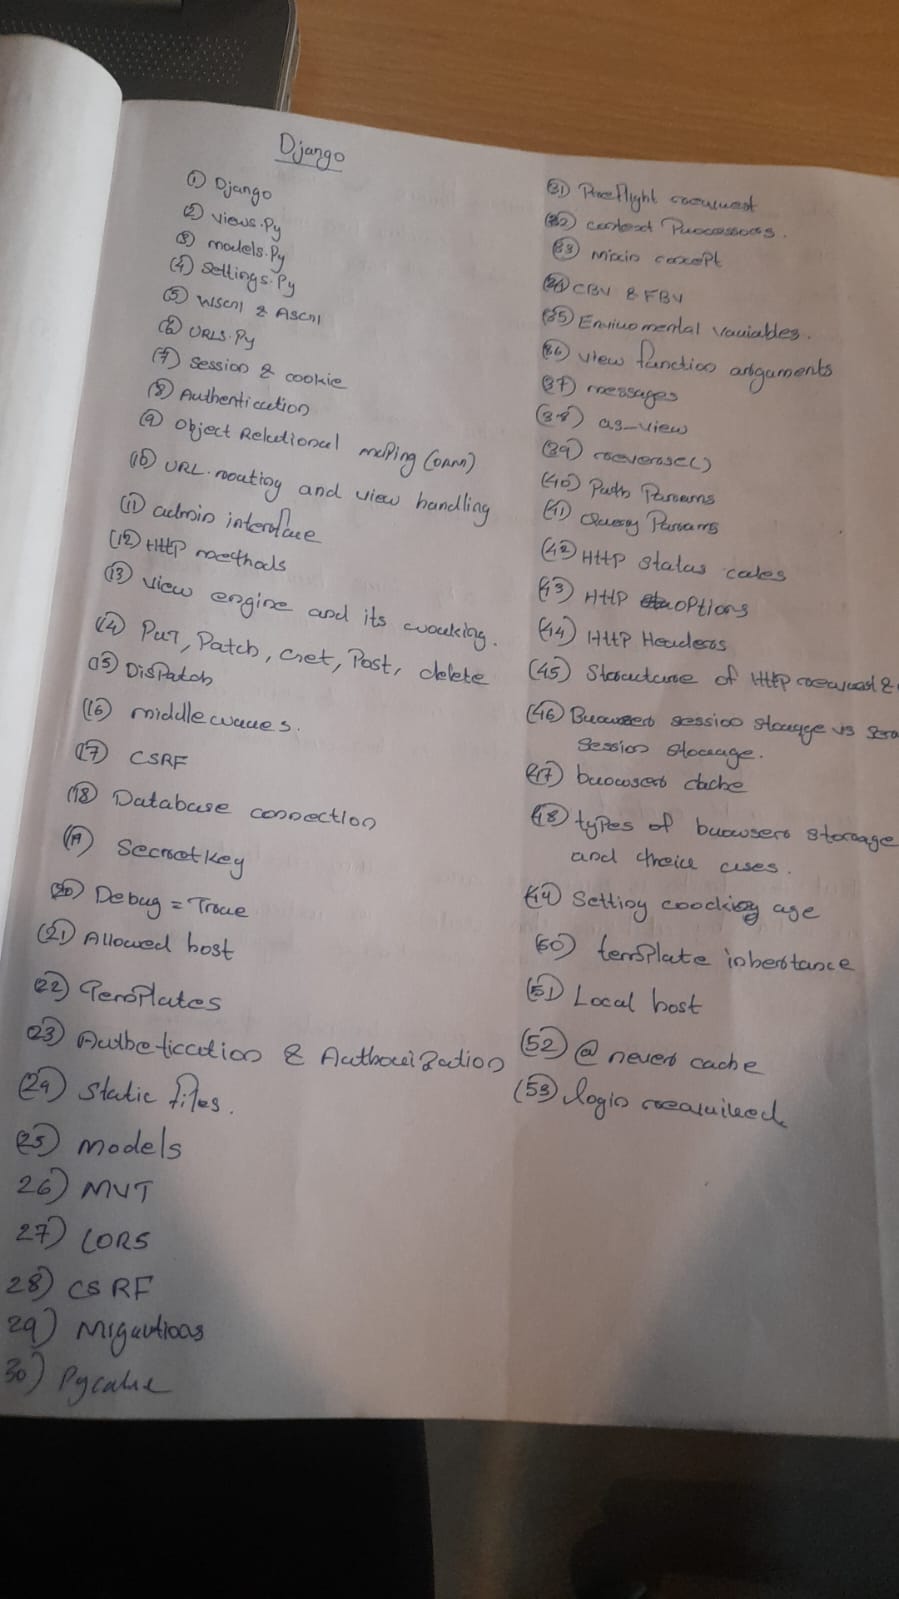 Django
① Django
② views.Py
③ models.Py
④ Settings.Py
⑤ WSGI & ASGI
⑥ URLS.Py
⑦ Session & cookie
⑧ Authentication
⑨ Object Relational maping (ORM)
⑩ URL.routing and view handling
⑪ admin interface
⑫ HTTP methods
⑬ view engine and its working.
⑭ Put, Patch, Get, Post, delete
⑮ DisPatch
⑯ middlewares.
⑰ CSRF
⑱ Database connection
⑲ Secret key
⑳ Debug = True
㉑ Allowed host
22) Templates
23) Authetication & Authorization
24) Static files.
25) models
26) MVT
27) CORS
28) CSRF
29) Migrations
30) Pycache
31) Preflight request
32) context Processors.
33) Mixin concept
34) CBV & FBV
35) Enviromental variables.
36) view function arguments
37) messages
38) as_view
39) reverse()
40) Path Params
41) Query Params
42) HTTP status codes
43) HTTP options
44) HTTP Headers
45) Structure of HTTP request &
46) Browser session storage vs
Session storage.
47) browser cache
48) types of browser storage
and their uses.
49) Setting age
50) template inheritance
51) Local host
52) @ never cache
53) login required